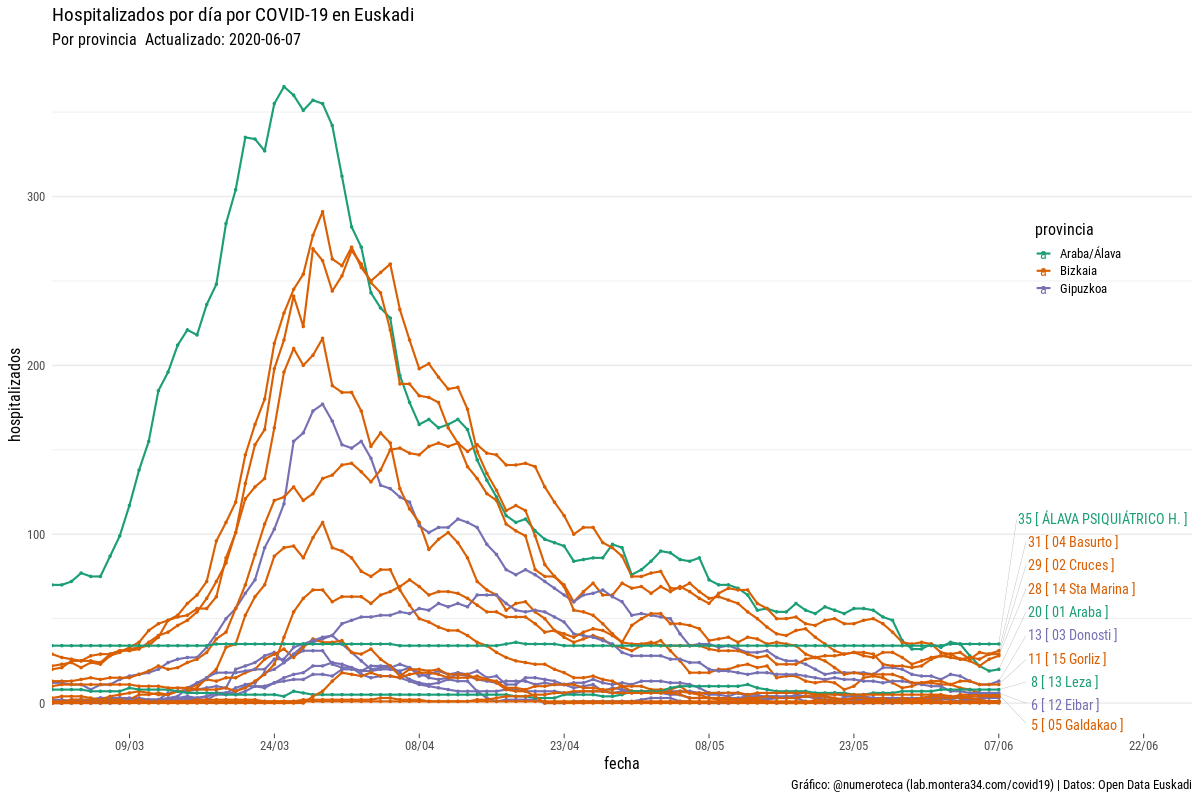 Hospitalizados por día por COVID-19 en Euskadi
Por provincia  Actualizado: 2020-06-07
hospitalizados
300
200
100
0
provincia
Araba/Álava
Bizkaia
Gipuzkoa
35 [ ÁLAVA PSIQUIÁTRICO H. ]
31 [ 04 Basurto ]
29 [ 02 Cruces ]
28 [ 14 Sta Marina ]
20 [ 01 Araba ]
13 [ 03 Donosti ]
11 [ 15 Gorliz ]
8 [ 13 Leza ]
6 [ 12 Eibar ]
5 [ 05 Galdakao ]
09/03
24/03
08/04
23/04
08/05
23/05
07/06
22/06
fecha
Gráfico: @numeroteca (lab.montera34.com/covid19) | Datos: Open Data Euskadi